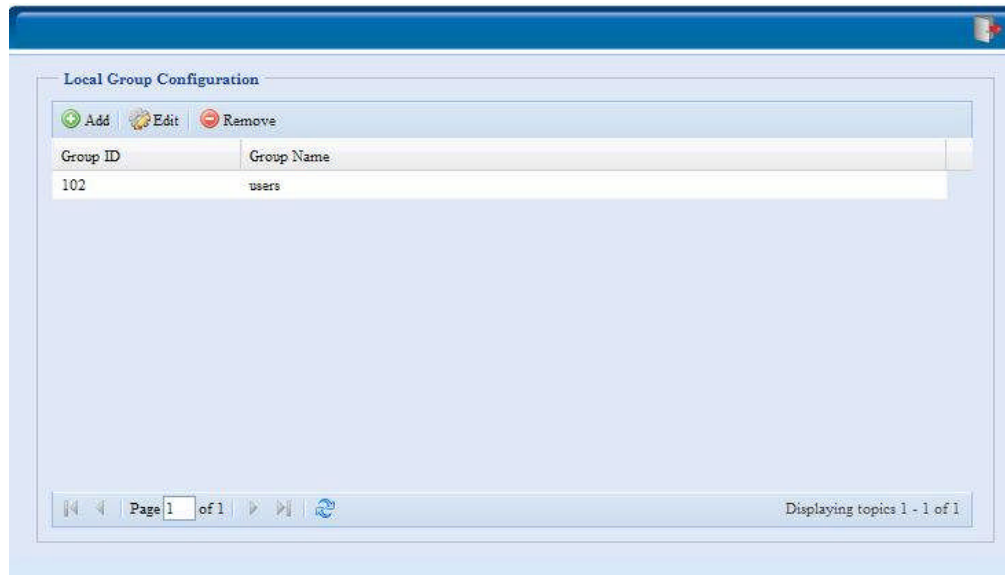 Local Group Configuration
Add Edit Remove
Group ID Group Name
102 users
Page 1 of 1 Displaying topics 1 - 1 of 1